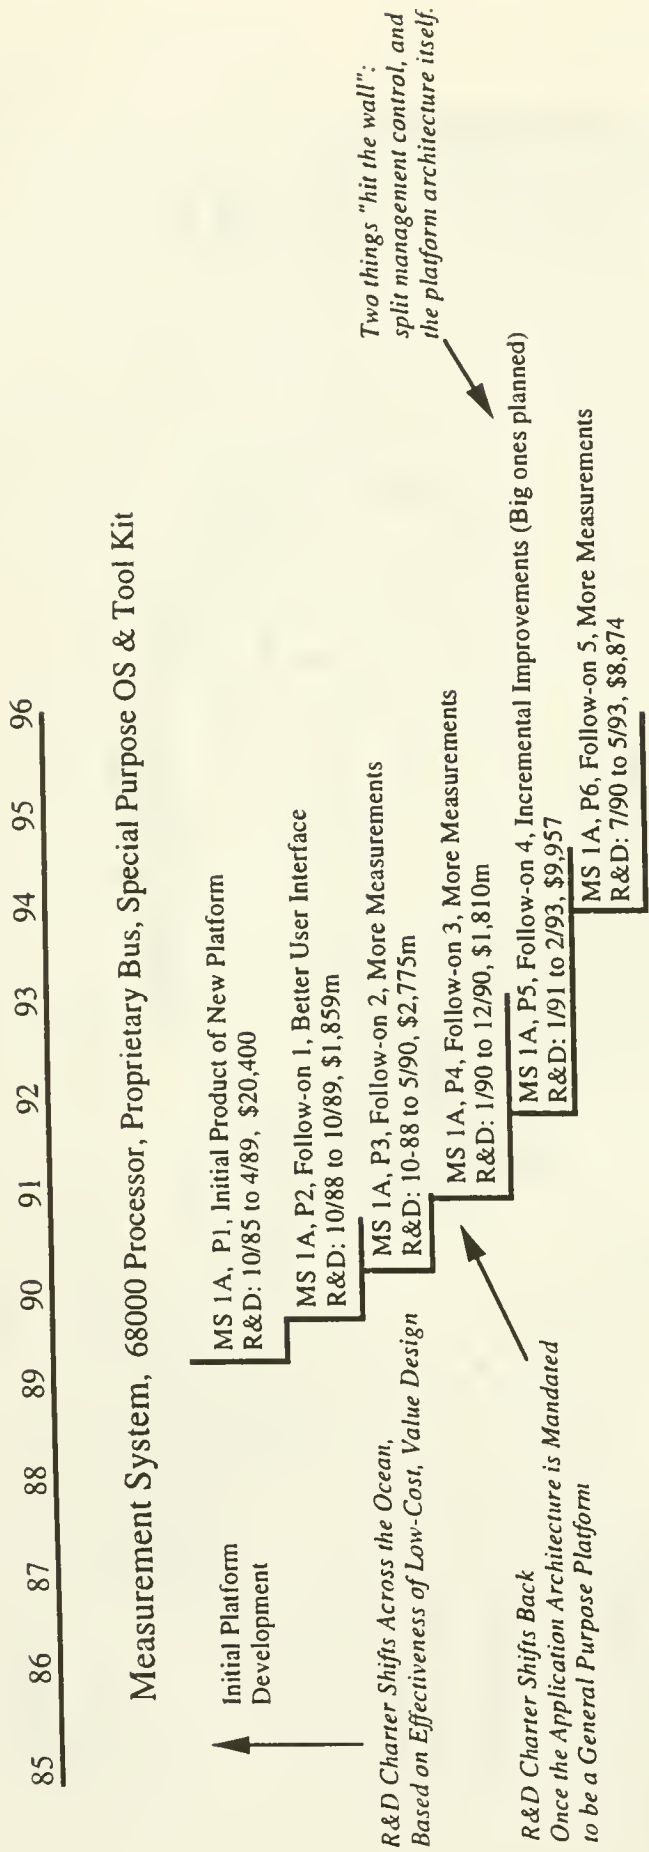 85 86 87 88 89 90 91 92 93 94 95 96
Measurement System, 68000 Processor, Proprietary Bus, Special Purpose OS & Tool Kit
Initial Platform
Development
MS 1A, P1, Initial Product of New Platform
R&D: 10/85 to 4/89, $20,400
MS 1A, P2, Follow-on 1, Better User Interface
R&D: 10/88 to 10/89, $1,859m
R&D Charter Shifts Across the Ocean,
Based on Effectiveness of Low-Cost, Value Design
MS 1A, P3, Follow-on 2, More Measurements
R&D: 10-88 to 5/90, $2,775m
Two things "hit the wall":
split management control, and
the platform architecture itself.
MS 1A, P4, Follow-on 3, More Measurements
R&D: 1/90 to 12/90, $1,810m
R&D Charter Shifts Back
Once the Application Architecture is Mandated
to be a General Purpose Platform
MS 1A, P5, Follow-on 4, Incremental Improvements (Big ones planned)
R&D: 1/91 to 2/93, $9,957
MS 1A, P6, Follow-on 5, More Measurements
R&D: 7/90 to 5/93, $8,874